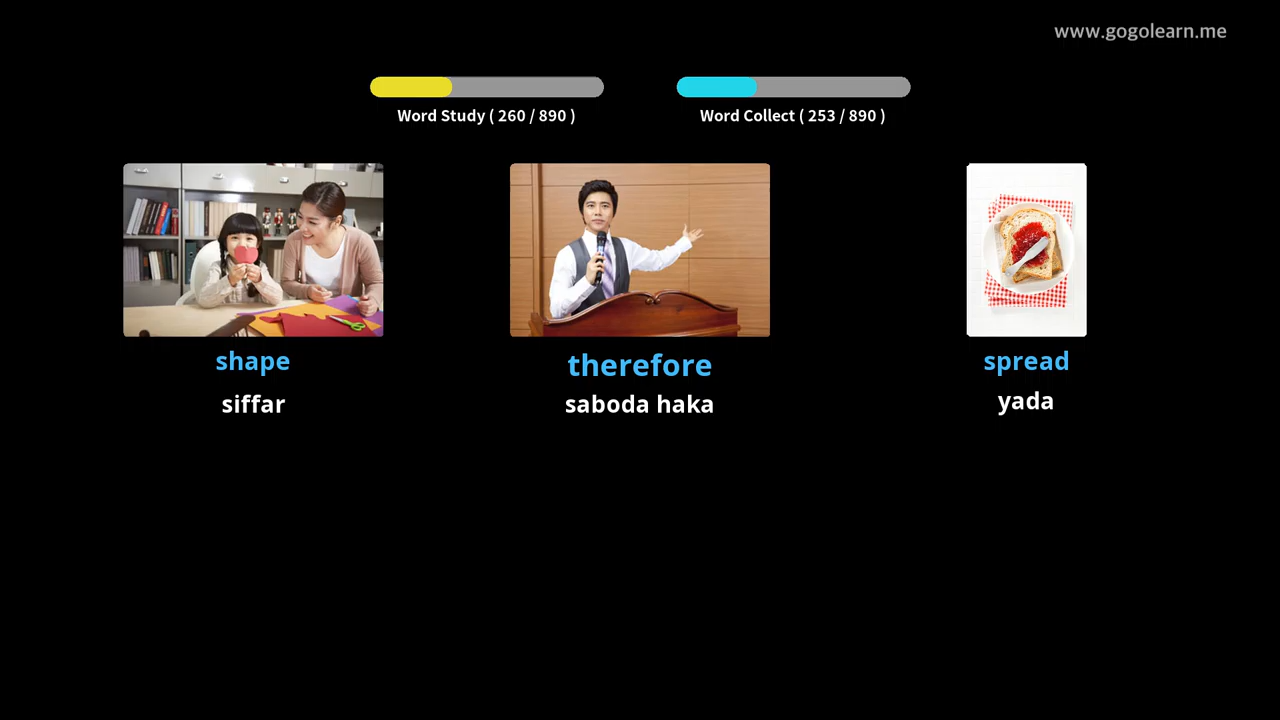 www.gogolearn.me
Word Study ( 260 / 890 )
Word Collect ( 253 / 890 )
shape
therefore
spread
siffar
saboda haka
yada